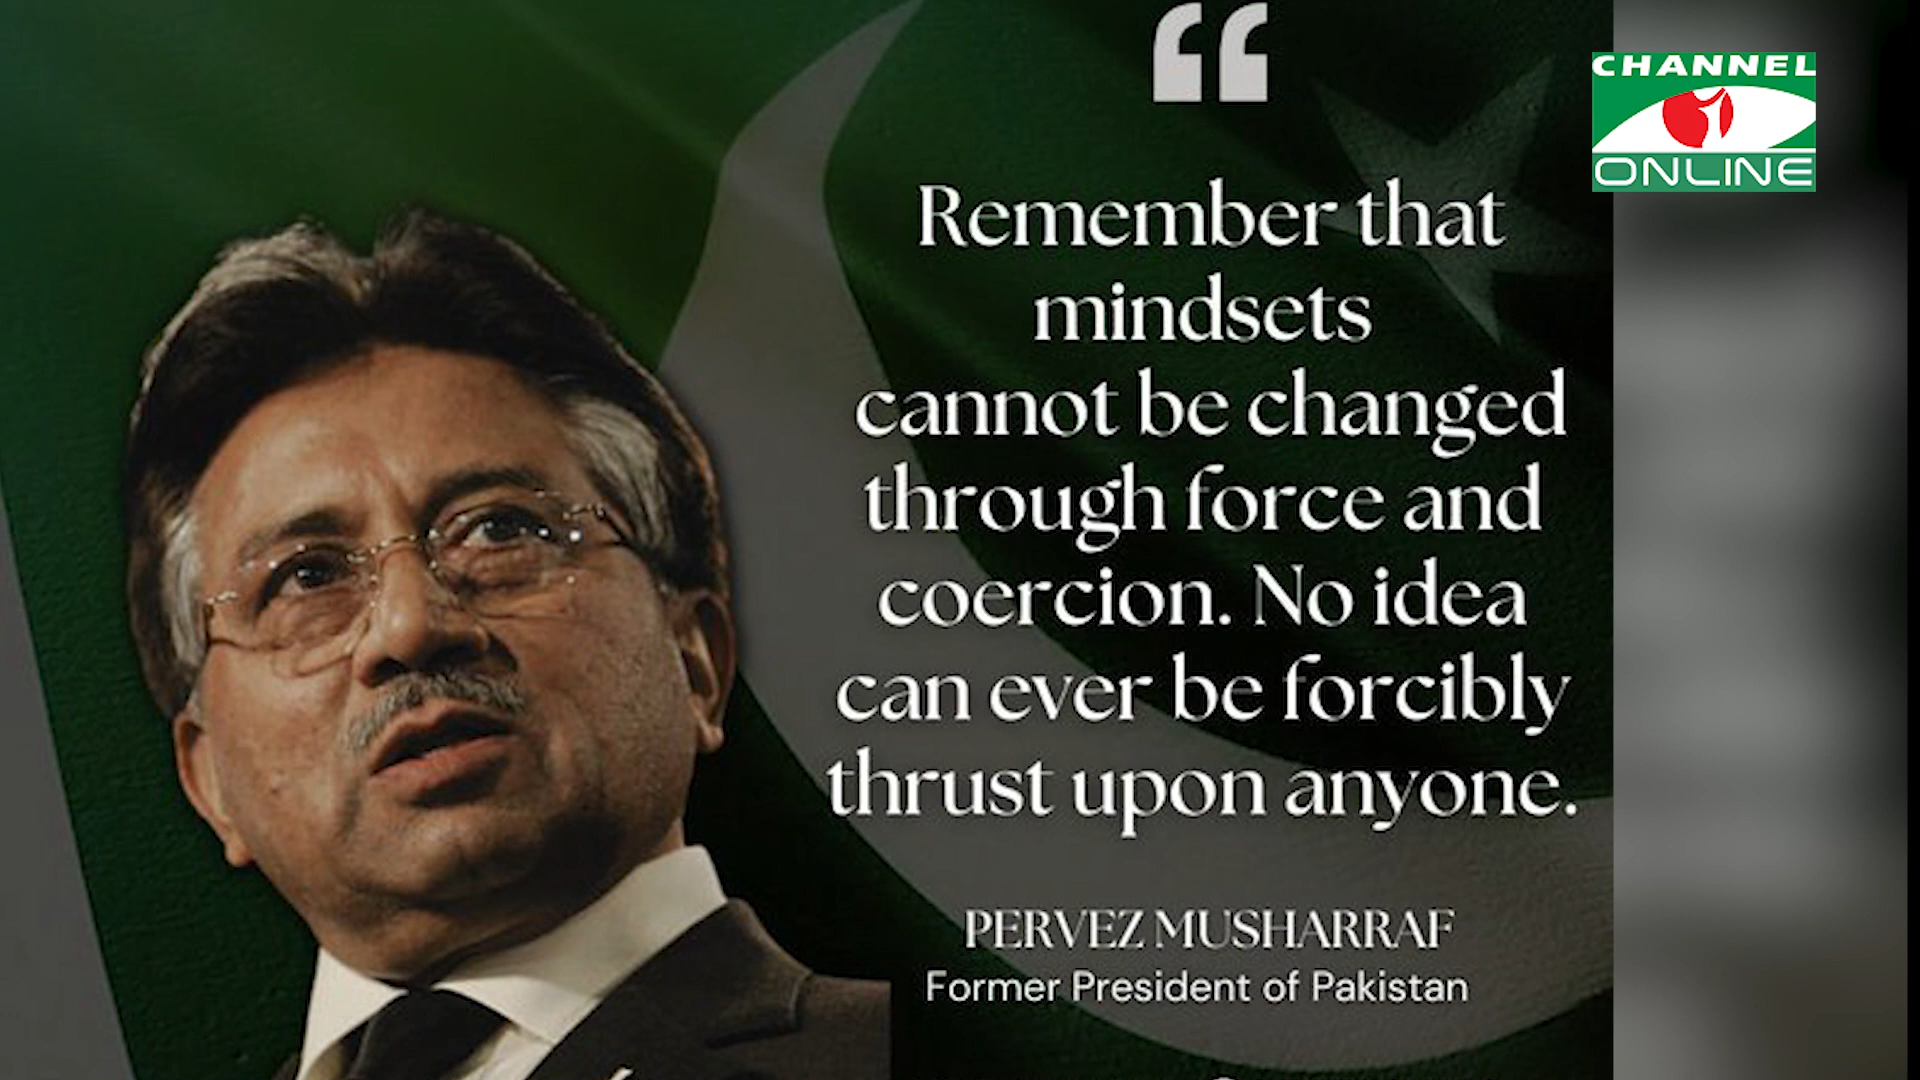 “
Remember that
mindsets
cannot be changed
through force and
coercion. No idea
can ever be forcibly
thrust upon anyone.
PERVEZ MUSHARRAF
Former President of Pakistan
CHANNEL
ONLINE